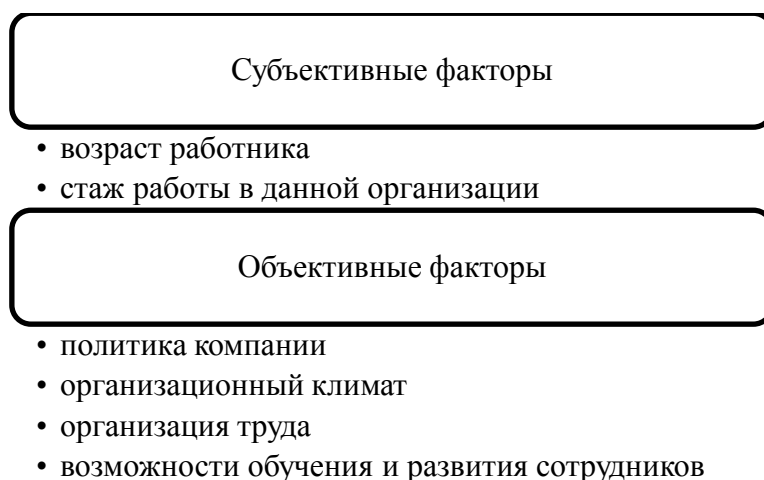 Субъективные факторы
• возраст работника
• стаж работы в данной организации
Объективные факторы
• политика компании
• организационный климат
• организация труда
• возможности обучения и развития сотрудников